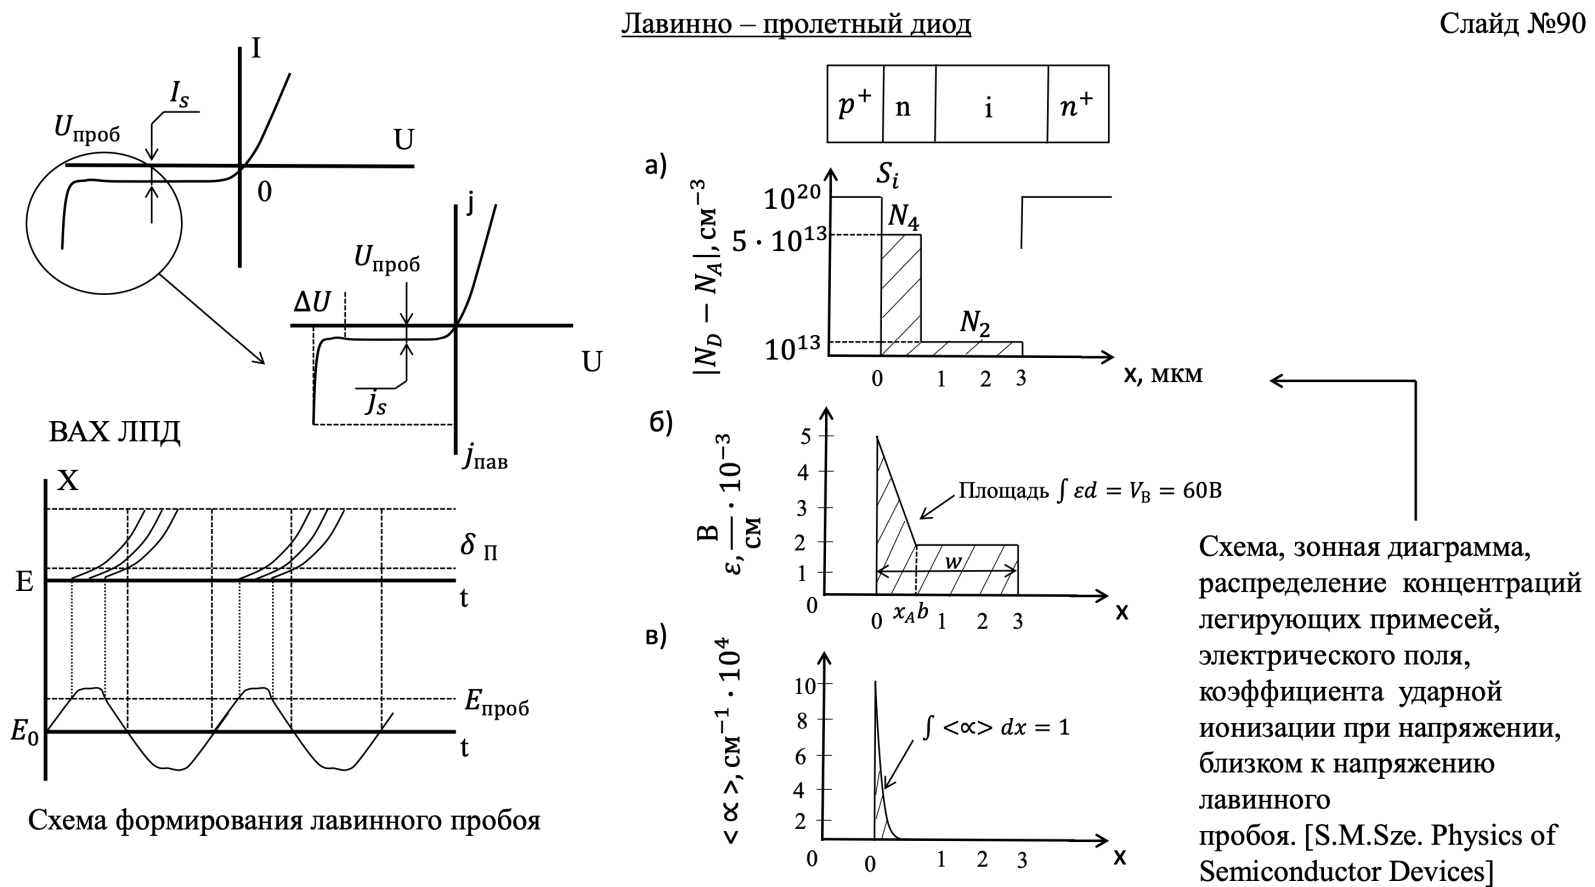 Лавинно – пролетный диод
Слайд №90
I
I_s
U_проб
U
0
j
U_проб
ΔU
U
j_s
j_пав
ВАХ ЛПД
X
δ_П
E
t
E_проб
E_0
t
Схема формирования лавинного пробоя
p^+ n i n^+
а)
|N_D − N_A|, см^−3
S_i
10^20
N_4
5 · 10^13
N_2
10^13
0 1 2 3
x, мкм
б)
ε, В/см · 10^−3
5
4
3
2
1
0
Площадь ∫ εd = V_B = 60В
w
0 x_A b 1 2 3
x
в)
<∝>, см^−1 · 10^4
10
8
6
4
2
0
∫ <∝> dx = 1
0 1 2 3
x
Схема, зонная диаграмма,
распределение концентраций
легирующих примесей,
электрического поля,
коэффициента ударной
ионизации при напряжении,
близком к напряжению
лавинного
пробоя. [S.M.Sze. Physics of
Semiconductor Devices]